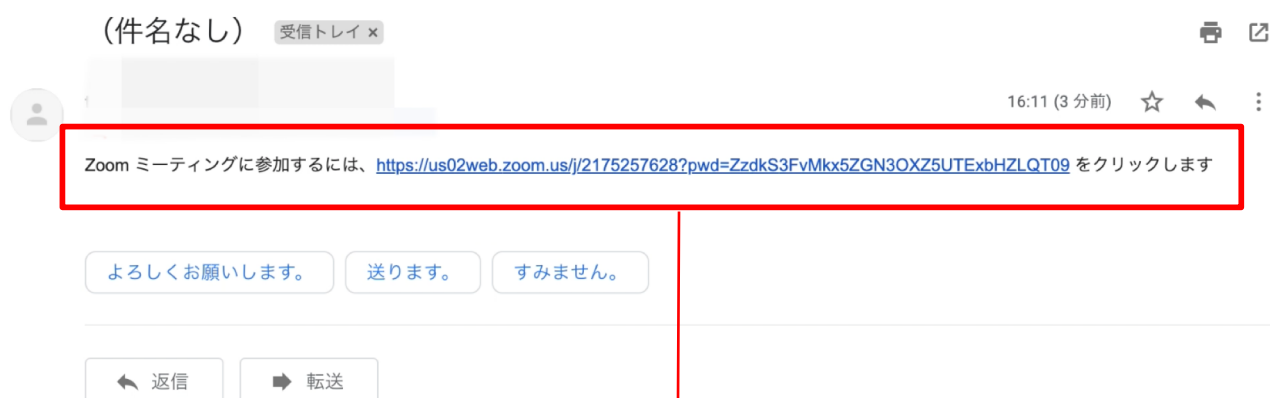 （件名なし） 受信トレイ ×
16:11 (3 分前)
Zoom ミーティングに参加するには、https://us02web.zoom.us/j/2175257628?pwd=ZzdkS3FvMkx5ZGN3OXZ5UTExbHZLQT09 をクリックします
よろしくお願いします。 送ります。 すみません。
返信 転送